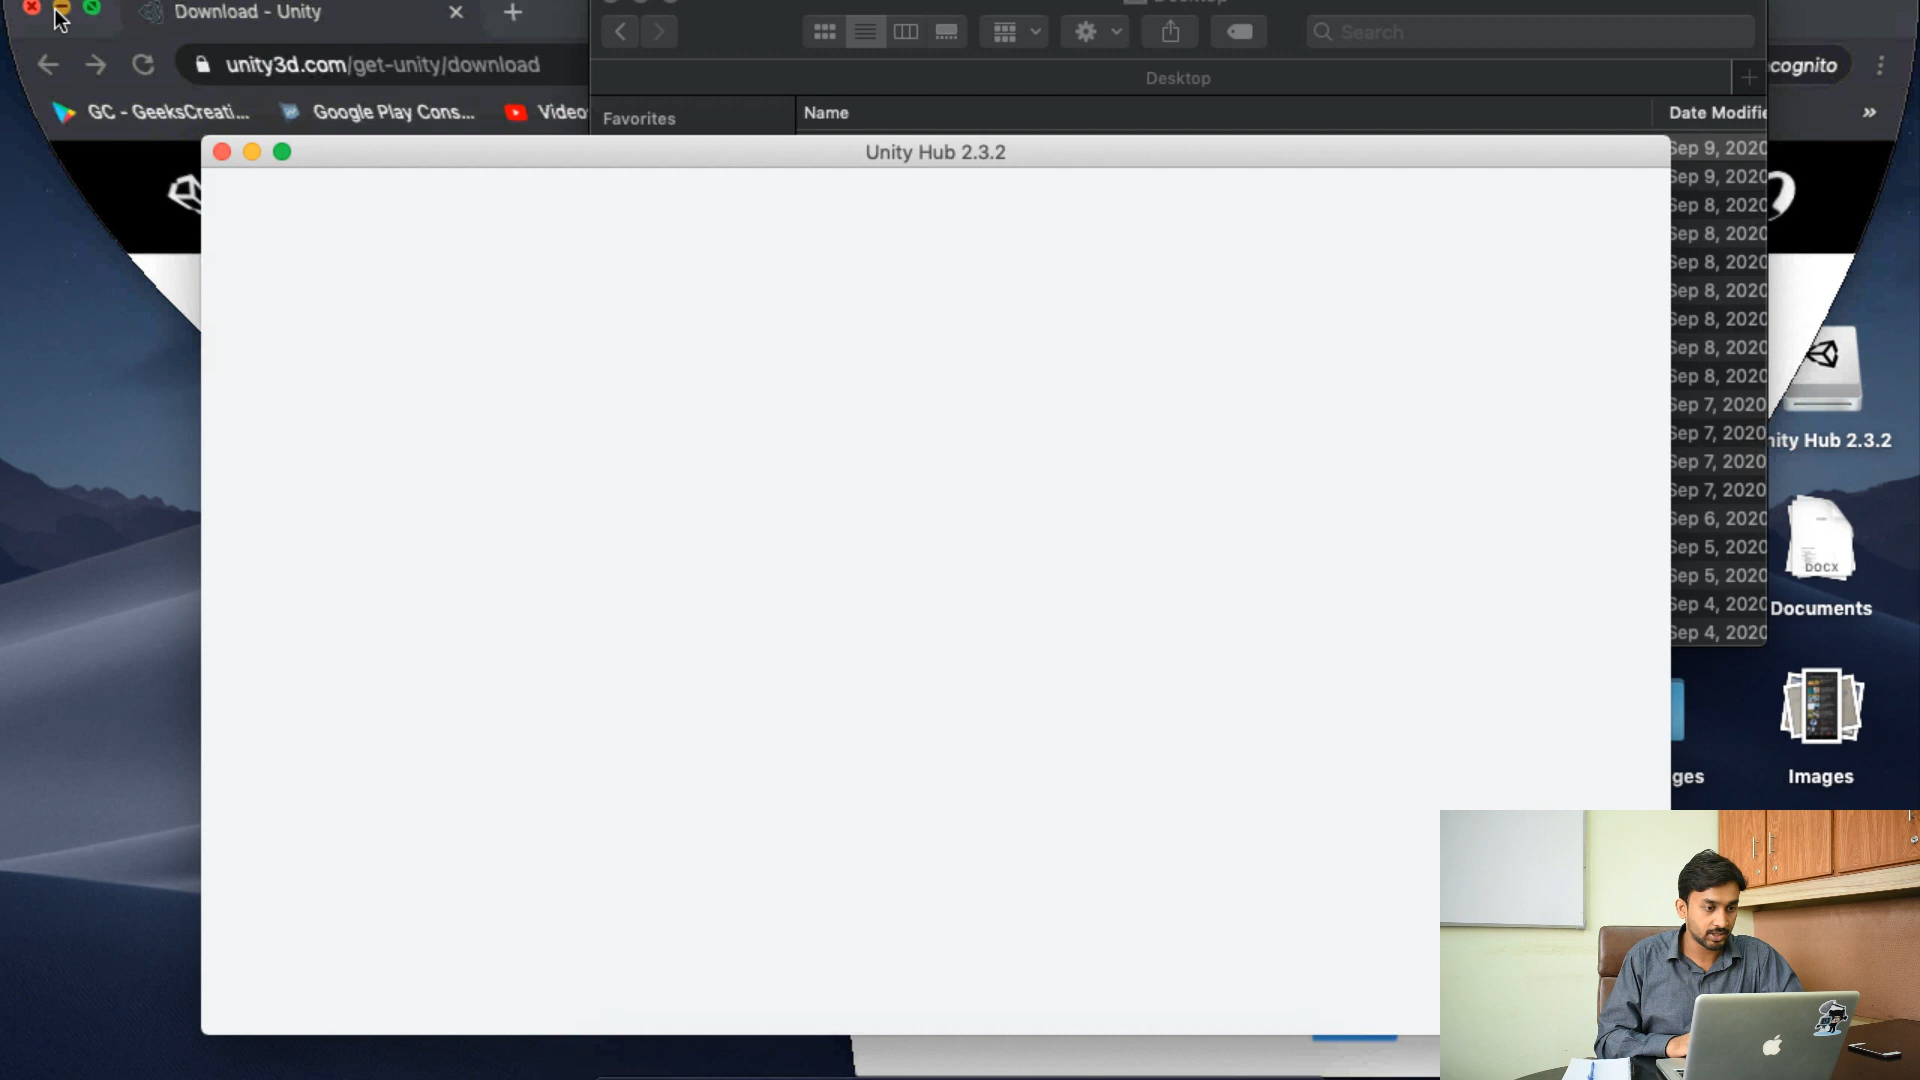 Download - Unity
unity3d.com/get-unity/download
GC - GeeksCreati...
Google Play Cons...
Search
cognito
Desktop
Favorites
Name
Unity Hub 2.3.2
Sep 9, 2020
Sep 9, 2020
Sep 8, 2020
Sep 8, 2020
Sep 8, 2020
Sep 8, 2020
Sep 8, 2020
Sep 8, 2020
Sep 8, 2020
Sep 7, 2020
Sep 7, 2020
Sep 7, 2020
Sep 7, 2020
Sep 6, 2020
Sep 5, 2020
Sep 5, 2020
Sep 4, 2020
Sep 4, 2020
nity Hub 2.3.2
DOCX
Documents
ges
Images